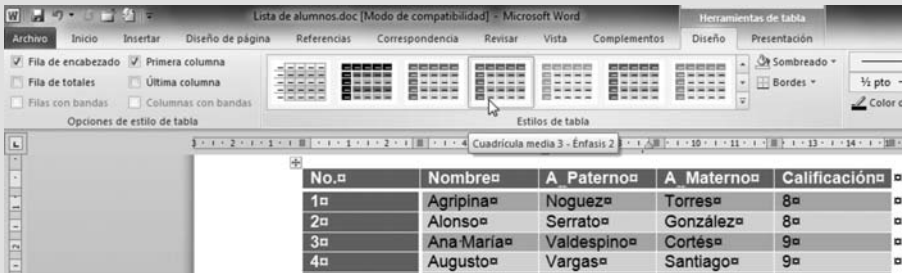 Lista de alumnos.doc [Modo de compatibilidad] - Microsoft Word
Herramientas de tabla
Archivo Inicio Insertar Diseño de página Referencias Correspondencia Revisar Vista Complementos Diseño Presentación
Fila de encabezado Primera columna Sombreado
Fila de totales Última columna Bordes ½ pto
Filas con bandas Columnas con bandas Color
Opciones de estilo de tabla Estilos de tabla
Cuadrícula media 3 - Énfasis 2
No.¤ Nombre¤ A_Paterno¤ A_Materno¤ Calificación¤ ¤
1¤ Agripina¤ Noguez¤ Torres¤ 8¤ ¤
2¤ Alonso¤ Serrato¤ González¤ 8¤ ¤
3¤ Ana·María¤ Valdespino¤ Cortés¤ 9¤ ¤
4¤ Augusto¤ Vargas¤ Santiago¤ 9¤ ¤